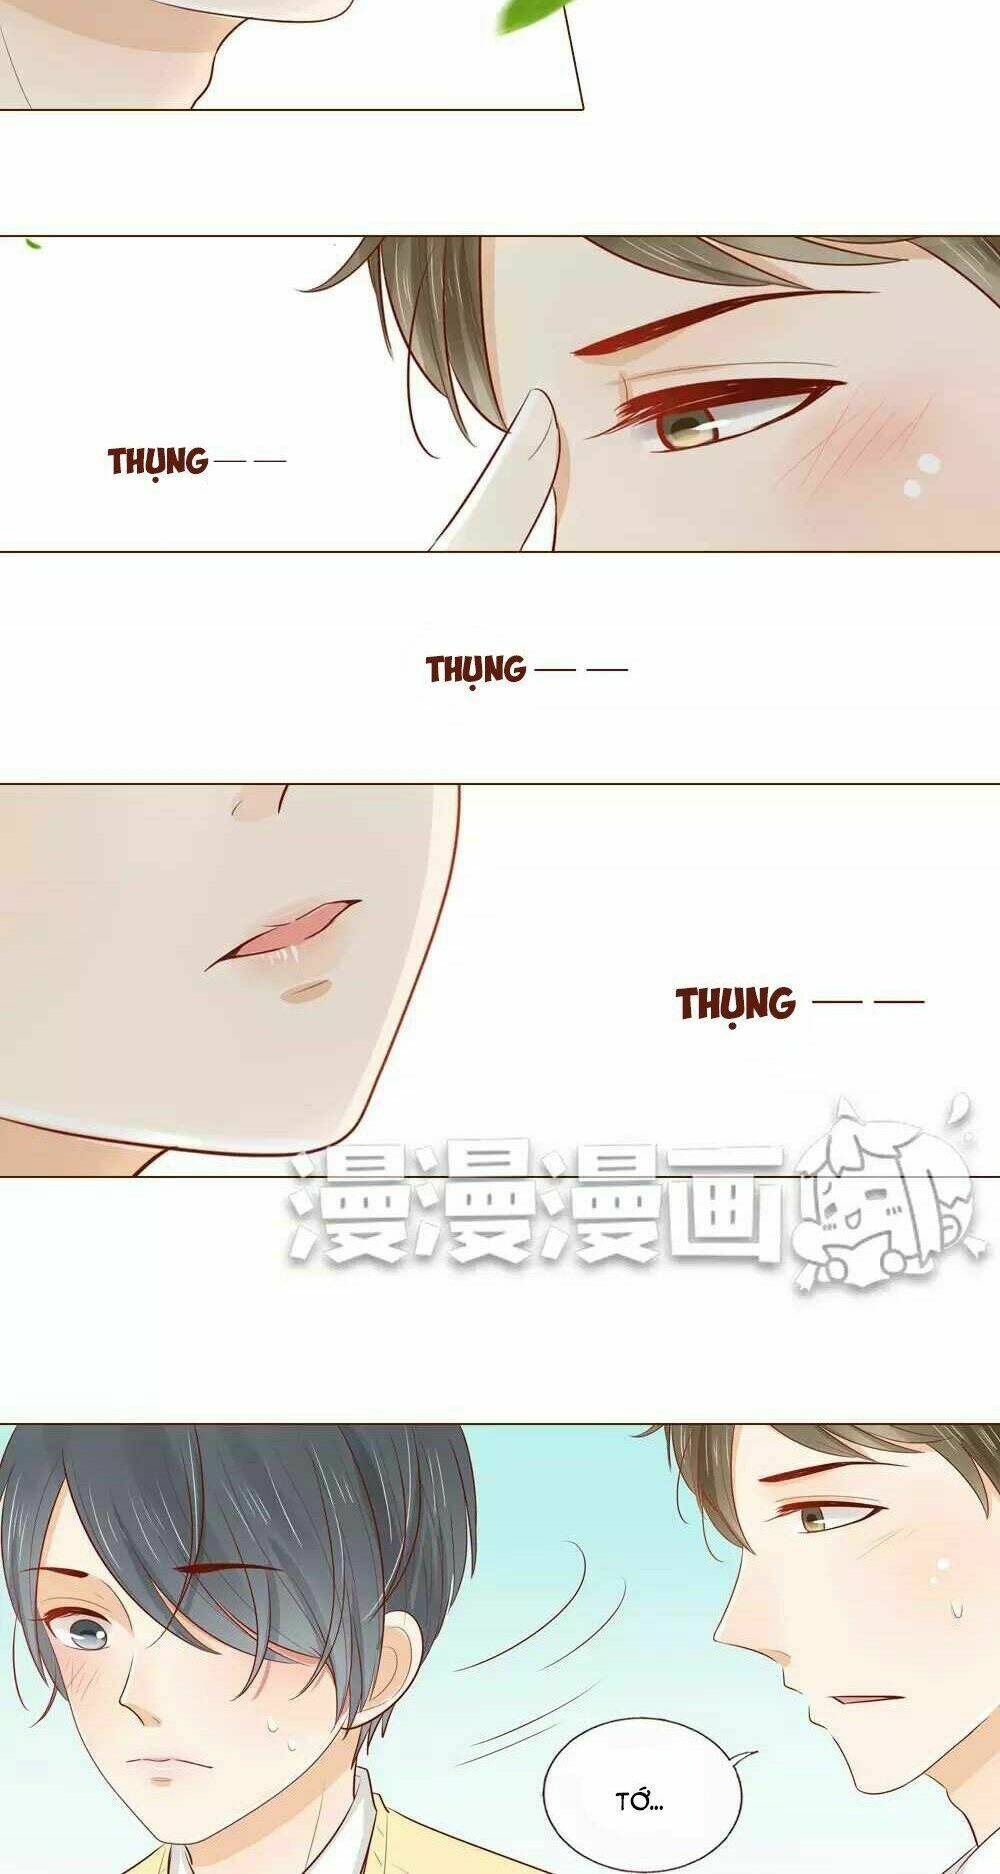 THỤNG — —
THỤNG — —
THỤNG — —
漫漫漫画
TỚ...